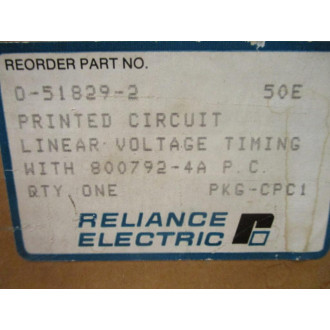 REORDER PART NO.
0-51829-2 50E
PRINTED CIRCUIT
LINEAR VOLTAGE TIMING
WITH 800792-4A P.C.
QTY ONE PKG-CPC1
RELIANCE
ELECTRIC